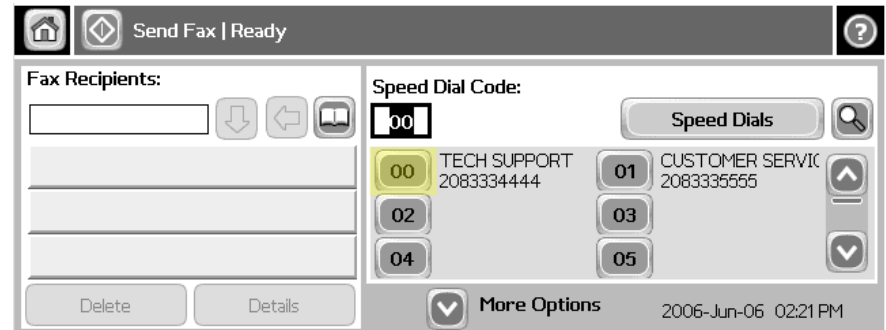 Send Fax | Ready
?
Fax Recipients:
Delete
Details
Speed Dial Code:
00
Speed Dials
00
TECH SUPPORT
2083334444
01
CUSTOMER SERVIC
2083335555
02
03
04
05
More Options
2006-Jun-06 02:21 PM